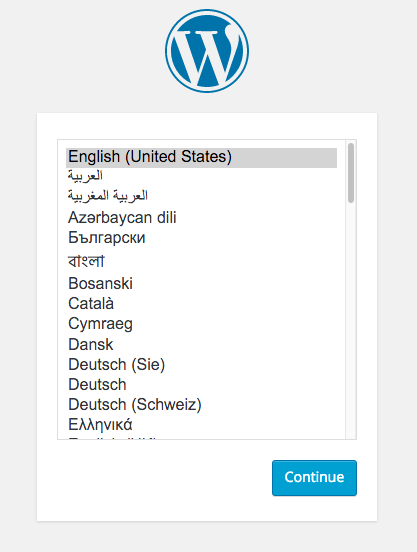 English (United States)
العربية
العربية المغربية
Azərbaycan dili
Български
বাংলা
Bosanski
Català
Cymraeg
Dansk
Deutsch (Sie)
Deutsch
Deutsch (Schweiz)
Ελληνικά
Continue